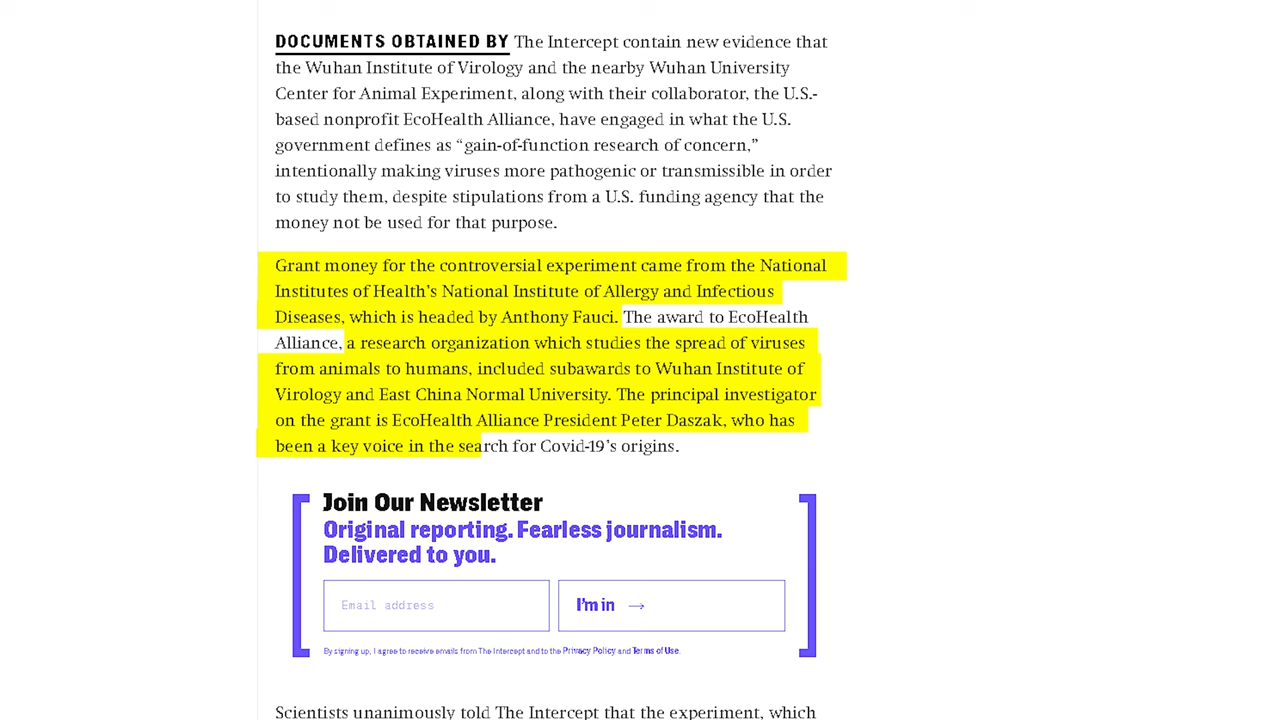 DOCUMENTS OBTAINED BY The Intercept contain new evidence that
the Wuhan Institute of Virology and the nearby Wuhan University
Center for Animal Experiment, along with their collaborator, the U.S.-
based nonprofit EcoHealth Alliance, have engaged in what the U.S.
government defines as “gain-of-function research of concern,”
intentionally making viruses more pathogenic or transmissible in order
to study them, despite stipulations from a U.S. funding agency that the
money not be used for that purpose.
Grant money for the controversial experiment came from the National
Institutes of Health’s National Institute of Allergy and Infectious
Diseases, which is headed by Anthony Fauci. The award to EcoHealth
Alliance, a research organization which studies the spread of viruses
from animals to humans, included subawards to Wuhan Institute of
Virology and East China Normal University. The principal investigator
on the grant is EcoHealth Alliance President Peter Daszak, who has
been a key voice in the search for Covid-19’s origins.
Join Our Newsletter
Original reporting. Fearless journalism.
Delivered to you.
Email address
I’m in →
By signing up, I agree to receive emails from The Intercept and to the Privacy Policy and Terms of Use.
Scientists unanimously told The Intercept that the experiment, which